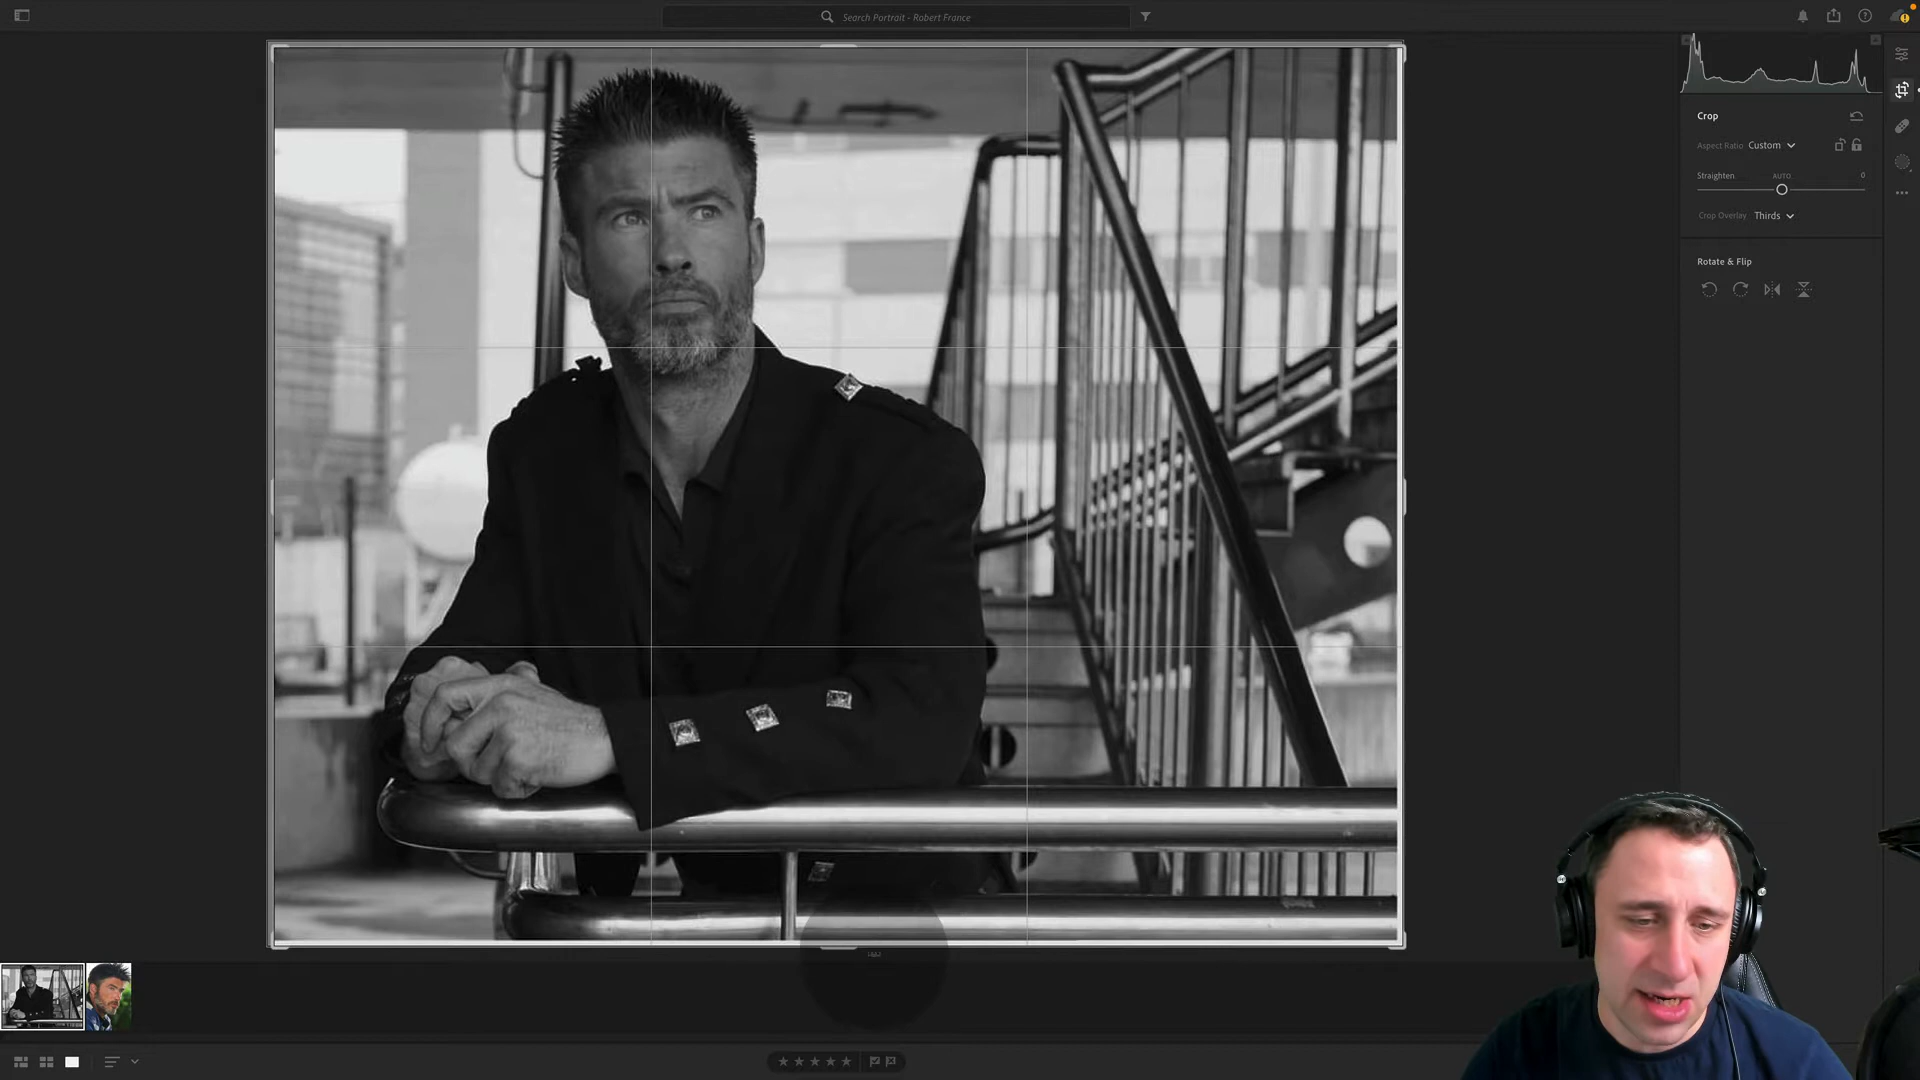 Search Portrait - Robert France
Crop
Aspect Ratio Custom
Straighten AUTO 0
Crop Overlay Thirds
Rotate & Flip